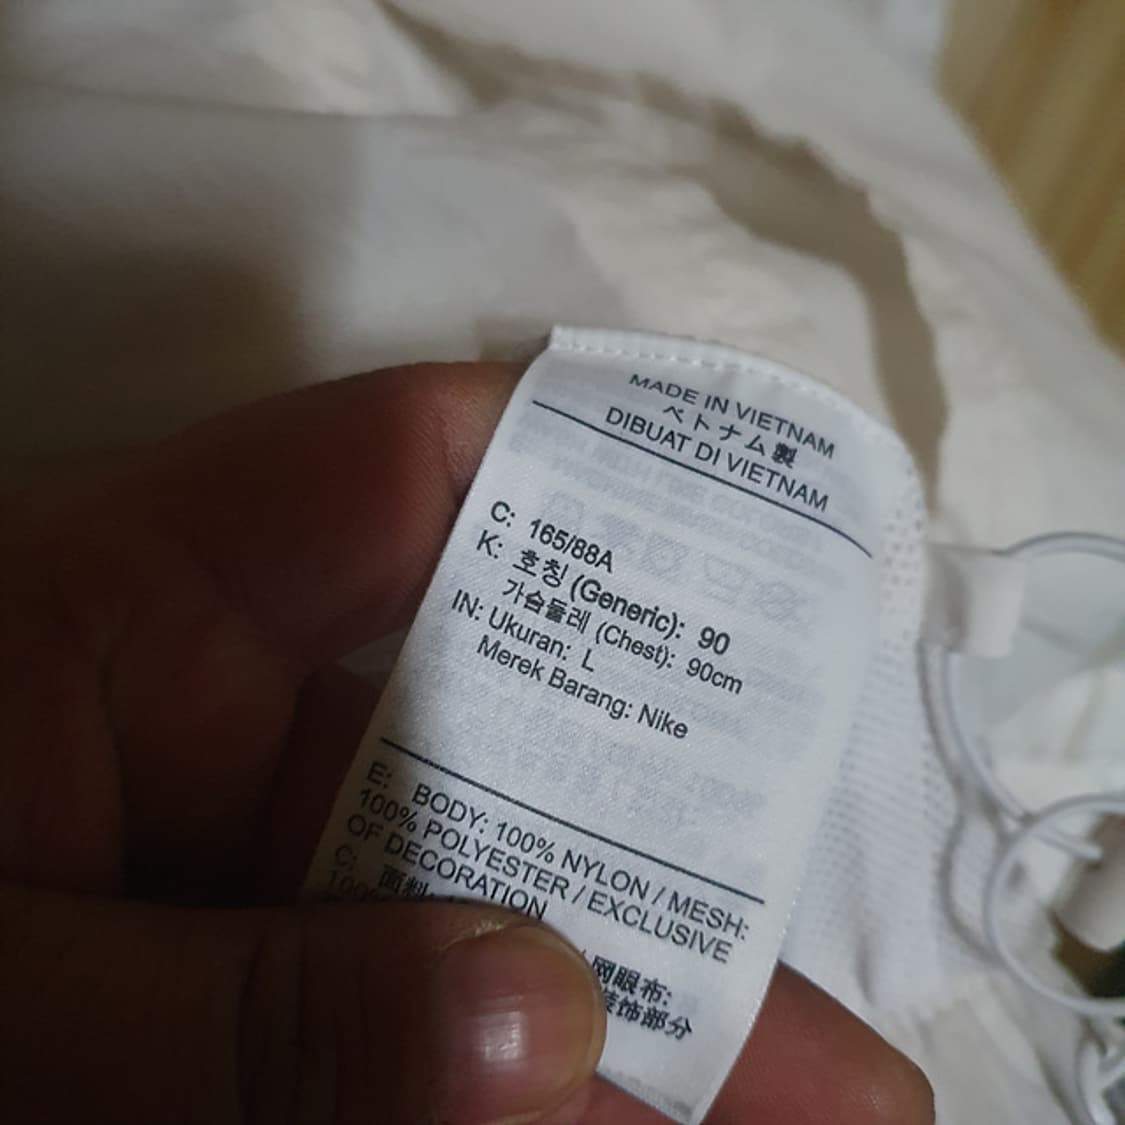 MADE IN VIETNAM
ベトナム製
DIBUAT DI VIETNAM
C: 165/88A
K: 호칭 (Generic): 90
가슴둘레 (Chest): 90cm
IN: Ukuran: L
Merek Barang: Nike
E: BODY: 100% NYLON / MESH:
100% POLYESTER / EXCLUSIVE
OF DECORATION
C: 面料
网眼布:
装饰部分